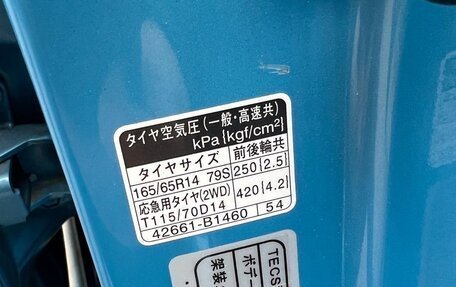 タイヤ空気圧(一般・高速共)
kPa{kgf/cm²}
タイヤサイズ 前後輪共
165/65R14 79S 250{2.5}
応急用タイヤ(2WD)
T115/70D14 420{4.2}
42661-B1460 54
TECS
ボデー
架装